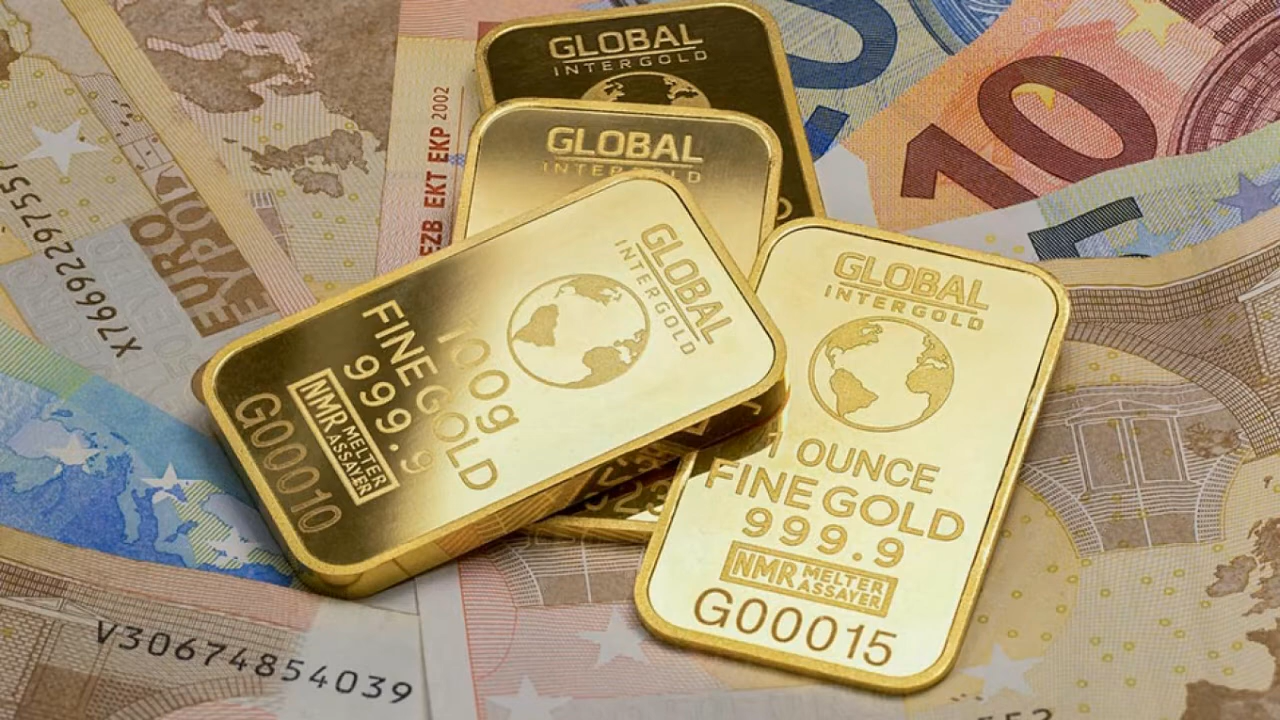 GLOBAL
INTERGOLD
GLOBAL
INTERGOLD
GLOBAL
INTERGOLD
100g
FINE GOLD
999.9
NMR MELTER
ASSAYER
G00010
GLOBAL
INTERGOLD
1 OUNCE
FINE GOLD
999.9
NMR MELTER
ASSAYER
G00015
EZB EKT EKP 2002
10
EURO
V30674854039